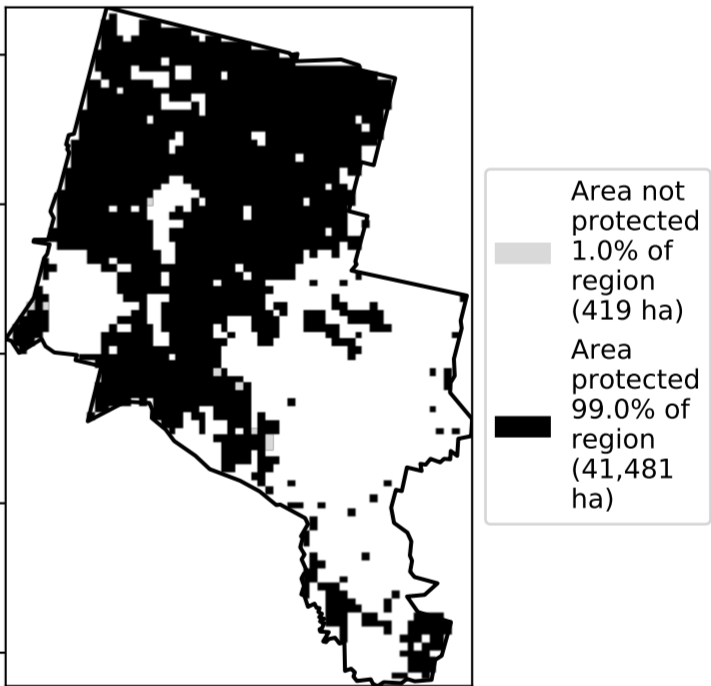 Area not
protected
1.0% of
region
(419 ha)
Area
protected
99.0% of
region
(41,481
ha)